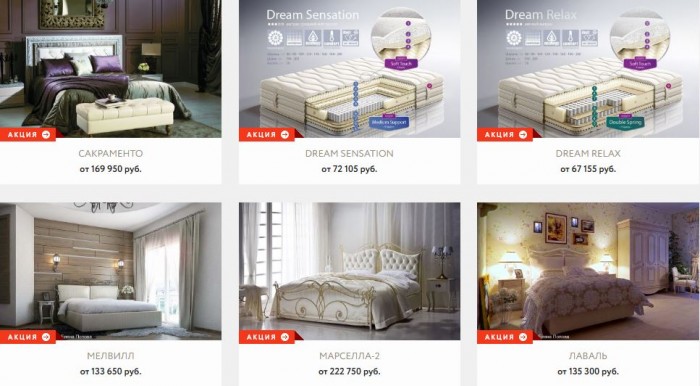 Dream Sensation
Dream Relax
Soft Touch
Soft Touch
Medium Support
Double Spring
АКЦИЯ
АКЦИЯ
АКЦИЯ
САКРАМЕНТО
DREAM SENSATION
DREAM RELAX
от 169 950 руб.
от 72 105 руб.
от 67 155 руб.
АКЦИЯ
АКЦИЯ
АКЦИЯ
МЕЛВИЛЛ
МАРСЕЛЛА-2
ЛАВАЛЬ
от 133 650 руб.
от 222 750 руб.
от 135 300 руб.